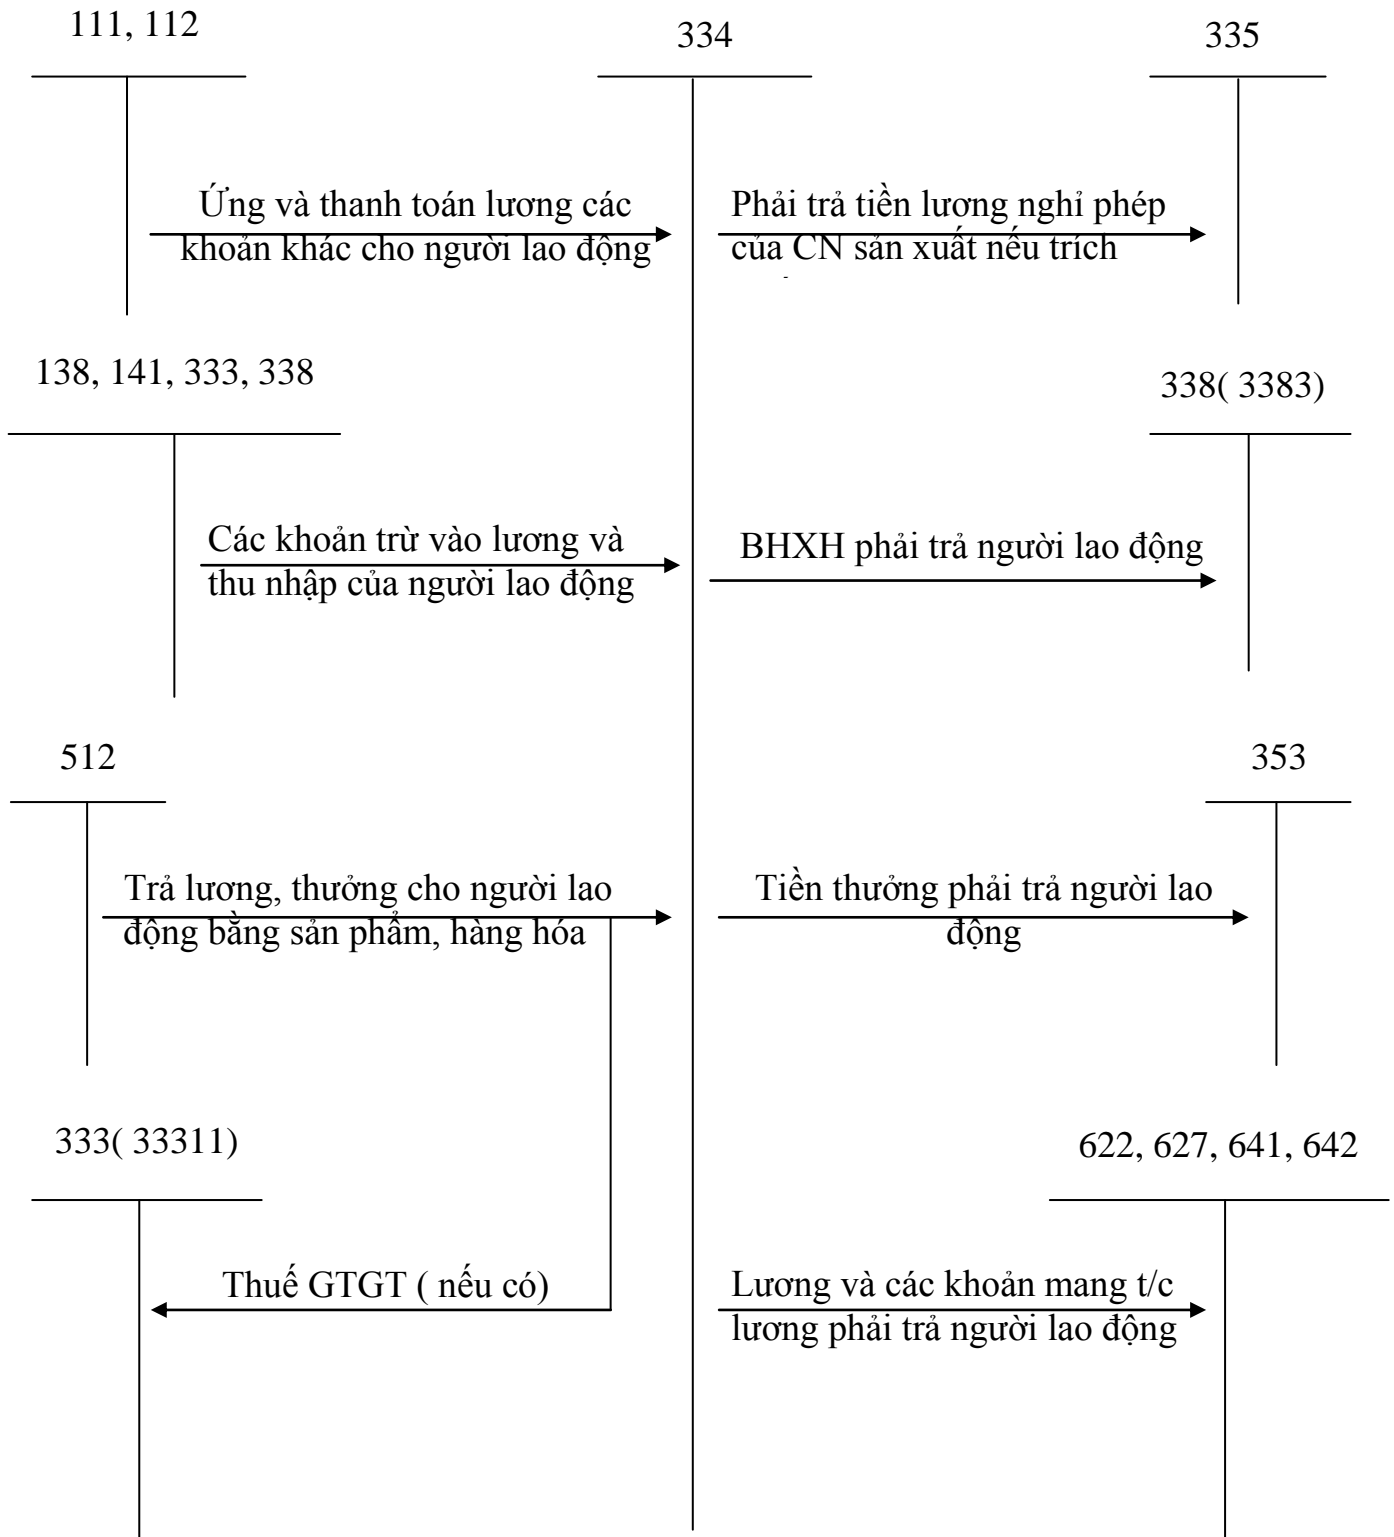 111, 112
334
335
Ứng và thanh toán lương các
khoản khác cho người lao động
Phải trả tiền lương nghỉ phép
của CN sản xuất nếu trích
138, 141, 333, 338
338( 3383)
Các khoản trừ vào lương và
thu nhập của người lao động
BHXH phải trả người lao động
512
353
Trả lương, thưởng cho người lao
động bằng sản phẩm, hàng hóa
Tiền thưởng phải trả người lao
động
333( 33311)
622, 627, 641, 642
Thuế GTGT ( nếu có)
Lương và các khoản mang t/c
lương phải trả người lao động